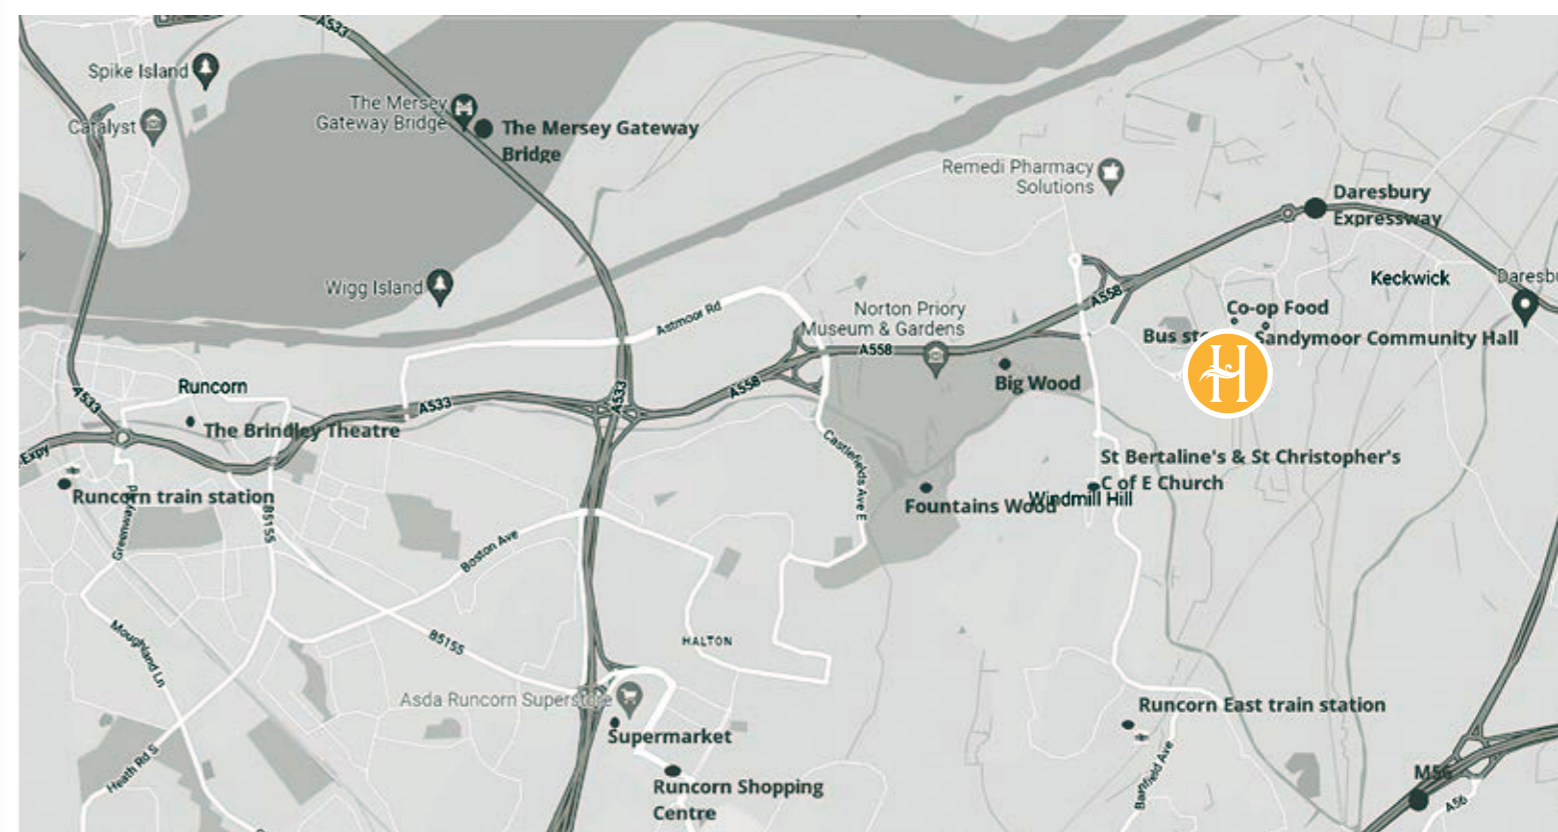 A533
Spike Island
Catalyst
The Mersey
Gateway Bridge
The Mersey Gateway
Bridge
Remedi Pharmacy
Solutions
Daresbury
Expressway
Keckwick
Wigg Island
Astmoor Rd
Norton Priory
Museum & Gardens
A558
A558
A558
Co-op Food
Sandymoor Community Hall
Bus
H
Big Wood
Runcorn
A533
A533
A533
The Brindley Theatre
Expy
Runcorn train station
Greenway
B5155
Castlefields Ave E
St Bertaline's & St Christopher's
C of E Church
Fountains Wood
Windmill Hill
Boston Ave
Moughland Ln
B5155
HALTON
Asda Runcorn Superstore
Supermarket
Runcorn Shopping
Centre
Heath Rd S
Runcorn East train station
M56
A56